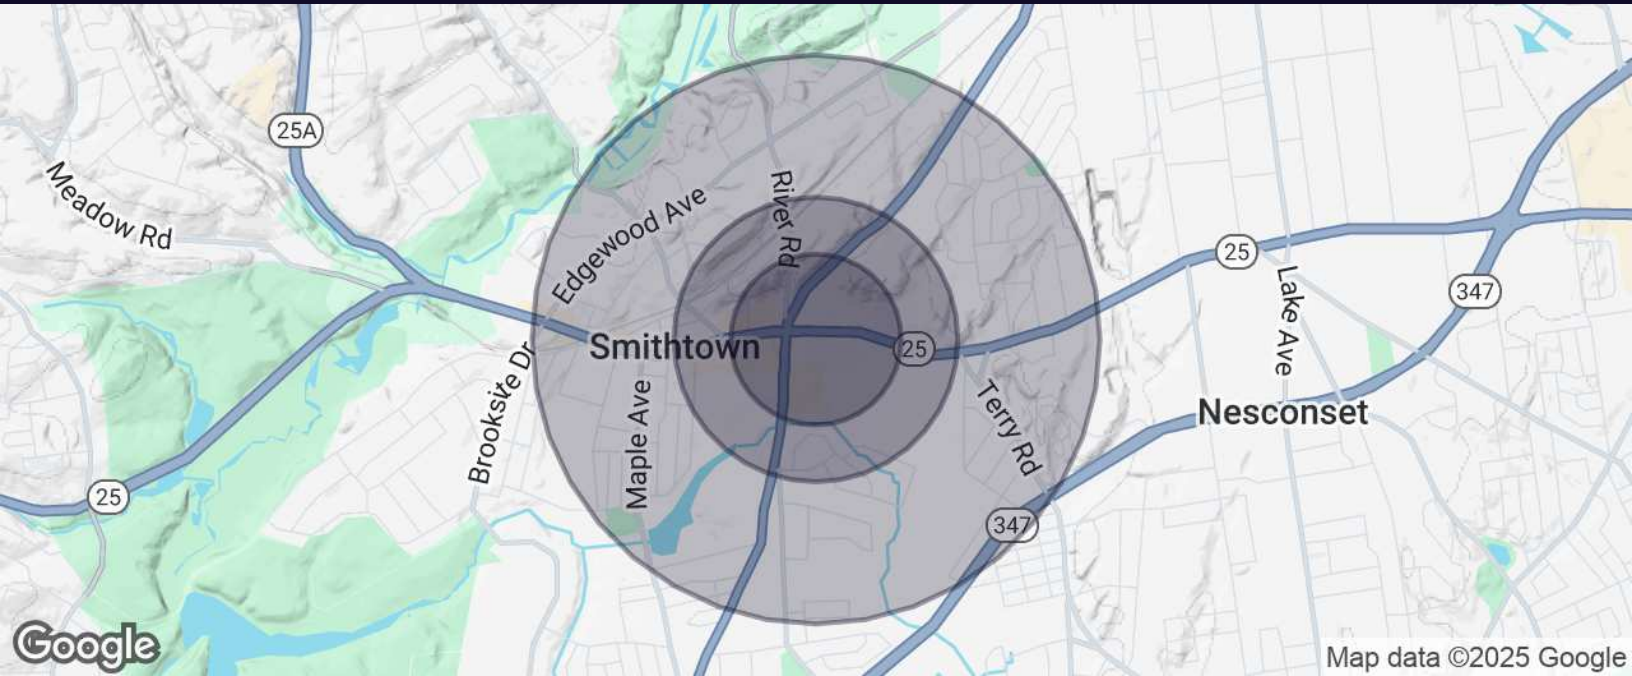 25A
Meadow Rd
River Rd
Edgewood Ave
25
Lake Ave
347
Smithtown
25
Brooksite Dr
Maple Ave
Terry Rd
Nesconset
25
347
Google
Map data ©2025 Google